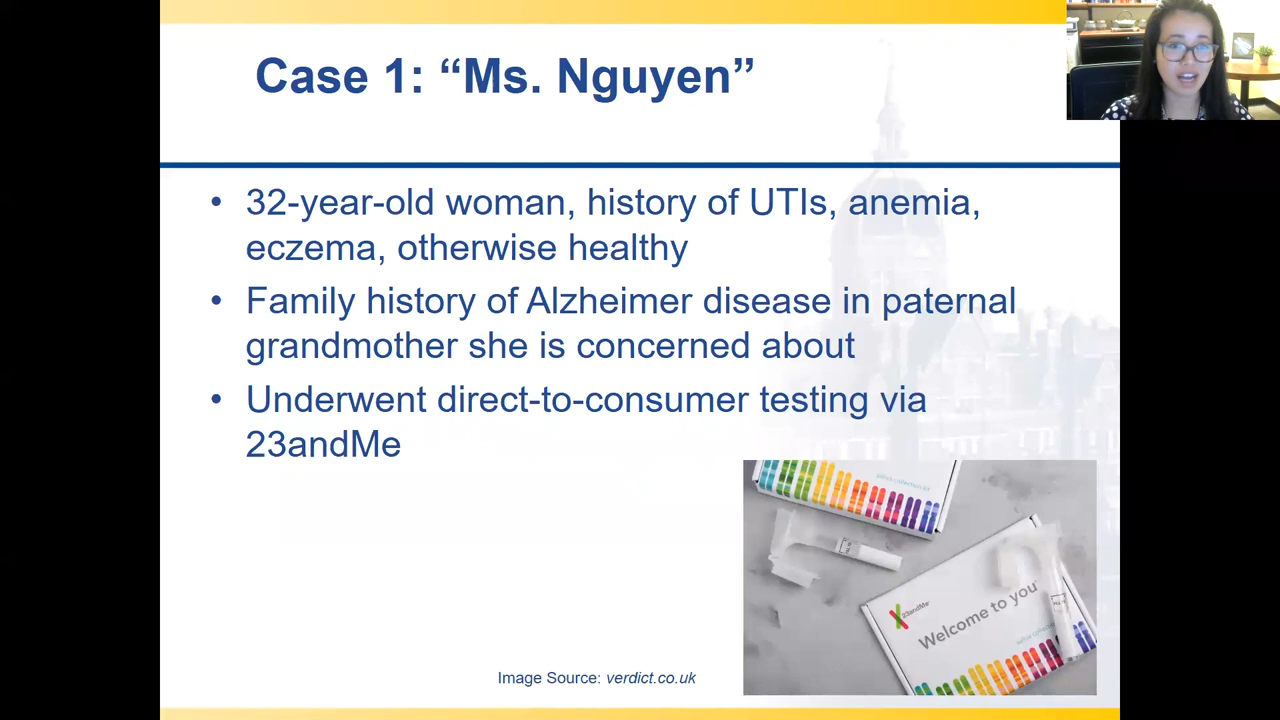 Case 1: “Ms. Nguyen”
• 32-year-old woman, history of UTIs, anemia,
eczema, otherwise healthy
• Family history of Alzheimer disease in paternal
grandmother she is concerned about
• Underwent direct-to-consumer testing via
23andMe
23andMe
Welcome to you
Image Source: verdict.co.uk